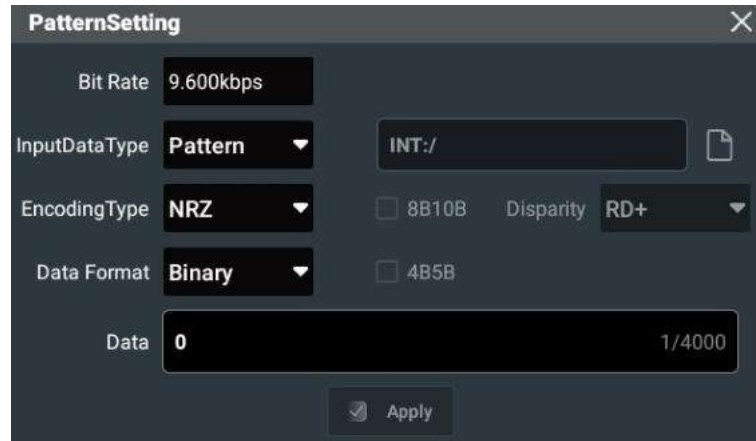 PatternSetting
Bit Rate 9.600kbps
InputDataType Pattern INT:/
EncodingType NRZ 8B10B Disparity RD+
Data Format Binary 4B5B
Data 0 1/4000
Apply